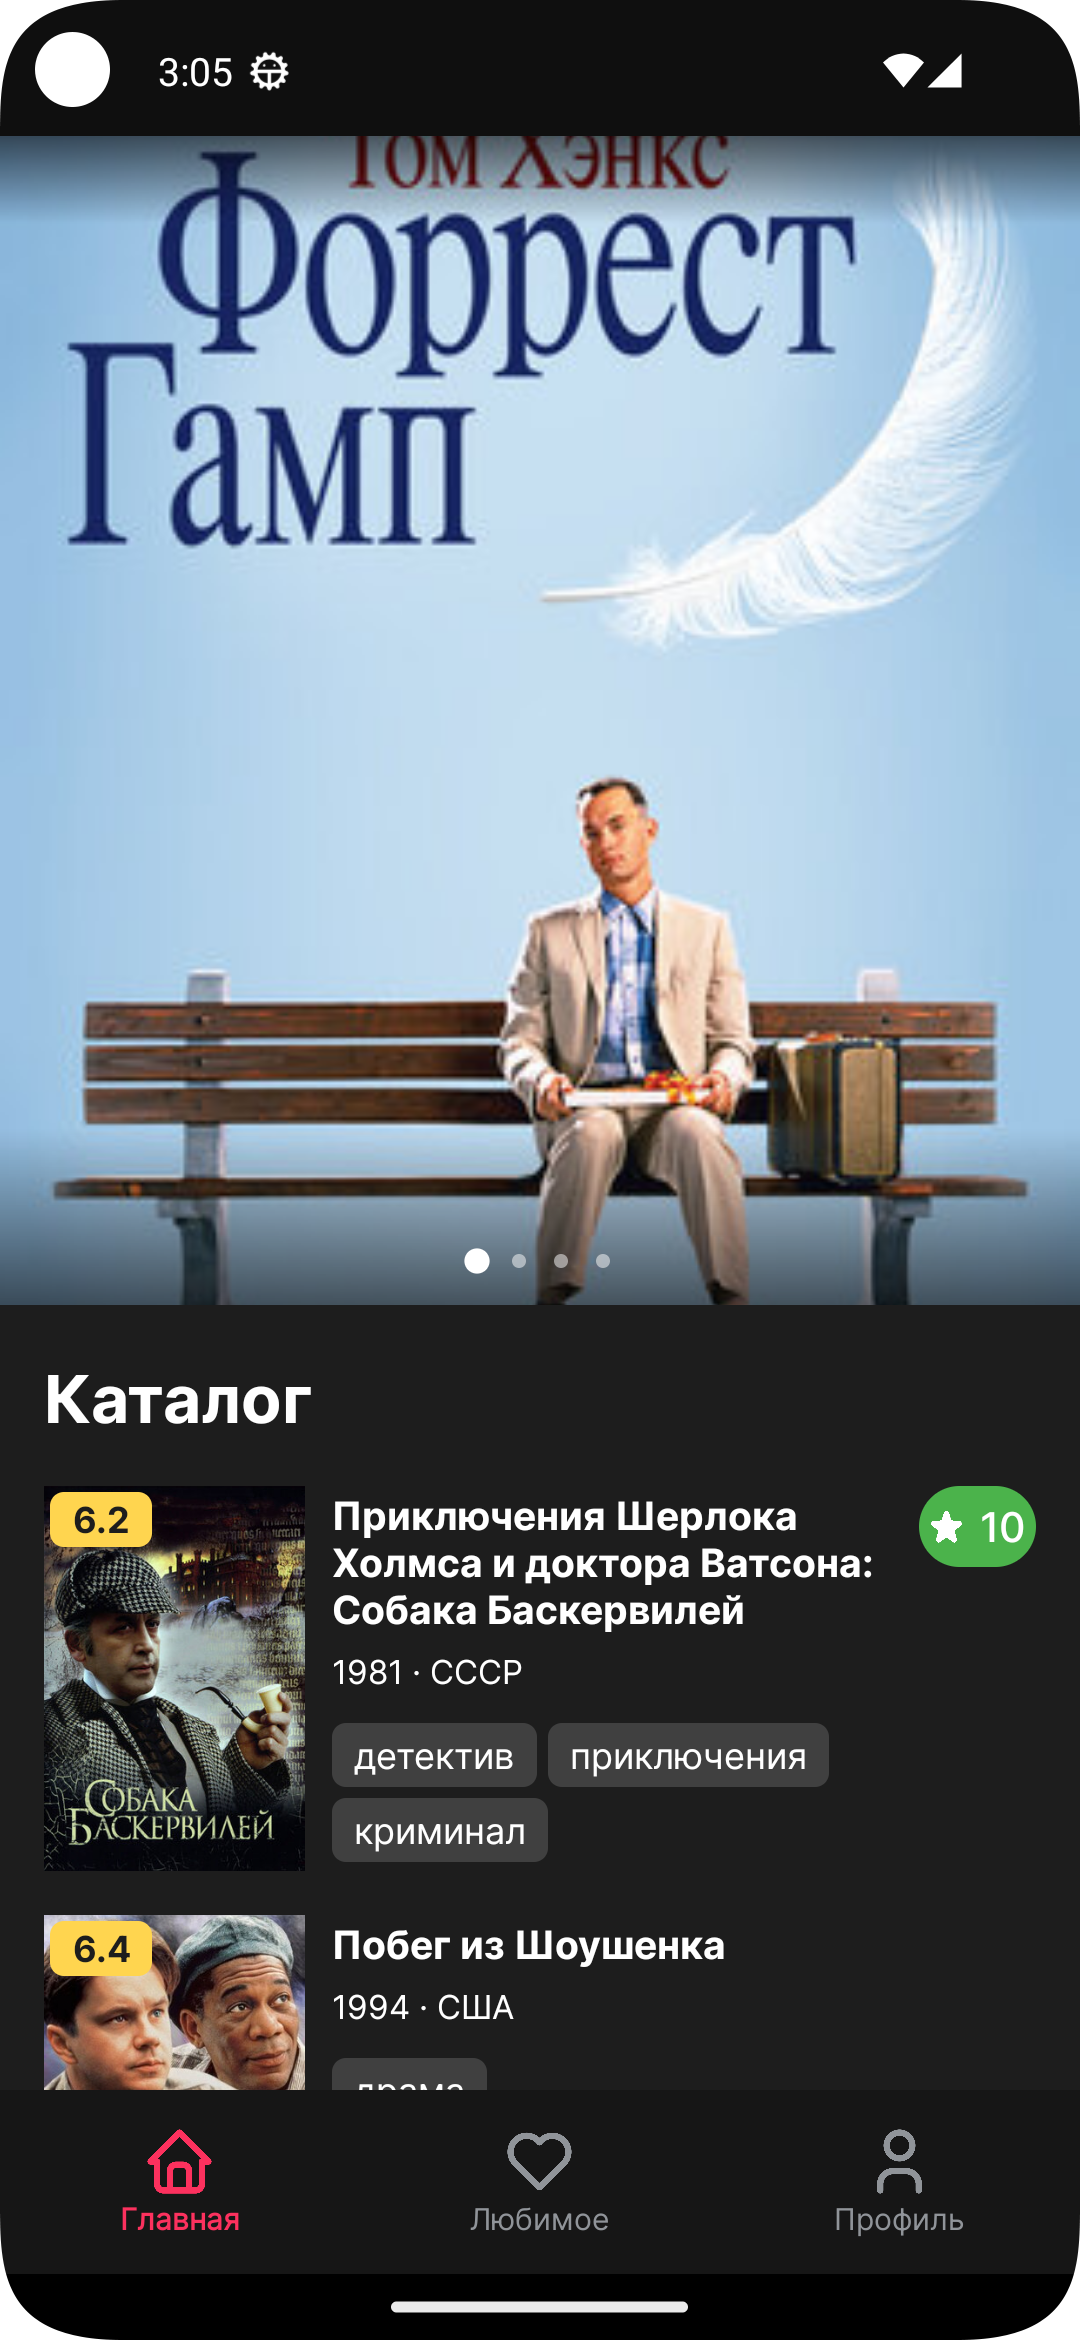 3:05
Том Хэнкс
Форрест
Гамп
Каталог
6.2
Приключения Шерлока
Холмса и доктора Ватсона:
Собака Баскервилей
10
1981 · СССР
детектив
приключения
криминал
Собака
Баскервилей
6.4
Побег из Шоушенка
1994 · США
драма
Главная
Любимое
Профиль